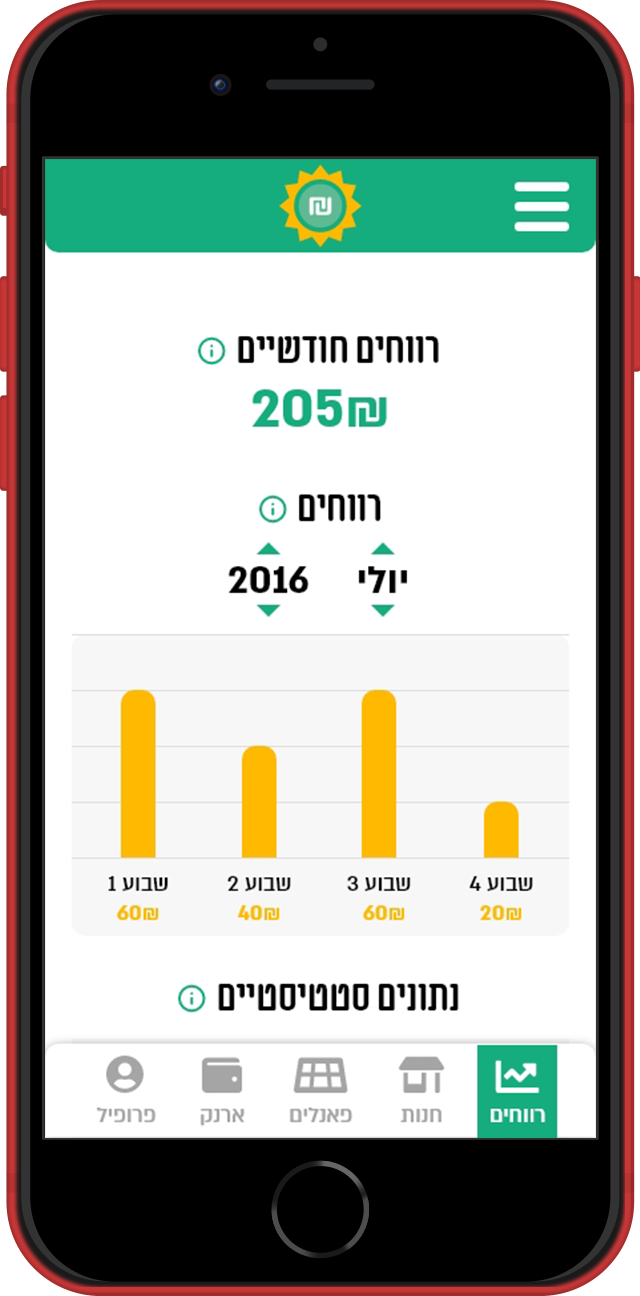 ₪
רווחים חודשיים
205₪
רווחים
יולי 2016
שבוע 1 שבוע 2 שבוע 3 שבוע 4
60₪ 40₪ 60₪ 20₪
נתונים סטטיסטיים
רווחים חנות פאנלים ארנק פרופיל